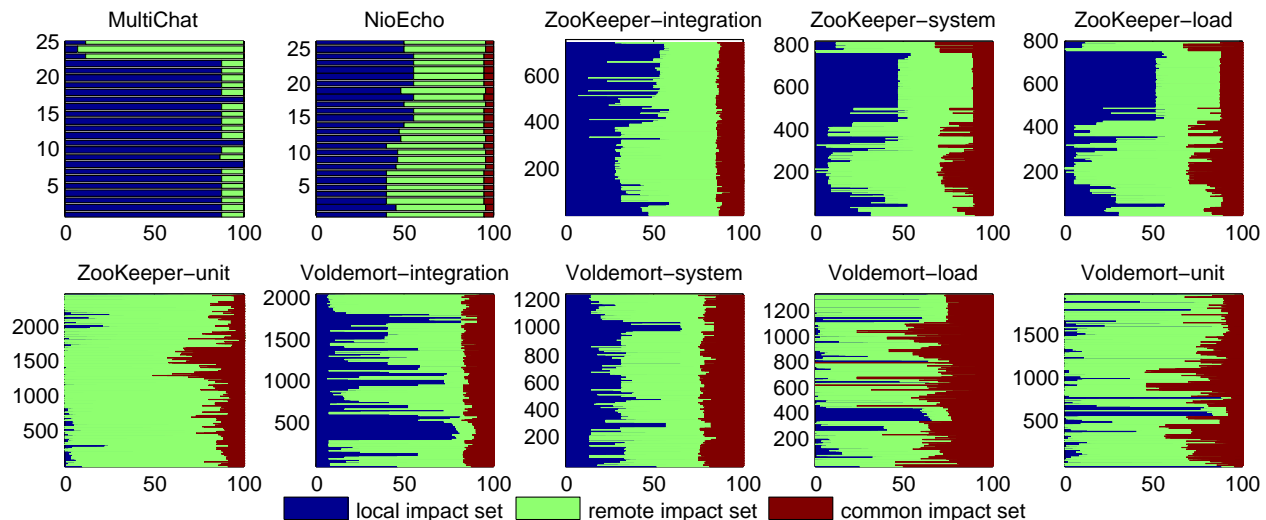 MultiChat
NioEcho
ZooKeeper−integration
ZooKeeper−system
ZooKeeper−load
25
20
15
10
5
0 50 100
25
20
15
10
5
0 50 100
600
400
200
0 50 100
800
600
400
200
0 50 100
800
600
400
200
0 50 100
ZooKeeper−unit
Voldemort−integration
Voldemort−system
Voldemort−load
Voldemort−unit
2000
1500
1000
500
0 50 100
2000
1500
1000
500
0 50 100
1200
1000
800
600
400
200
0 50 100
1200
1000
800
600
400
200
0 50 100
1500
1000
500
0 50 100
local impact set
remote impact set
common impact set